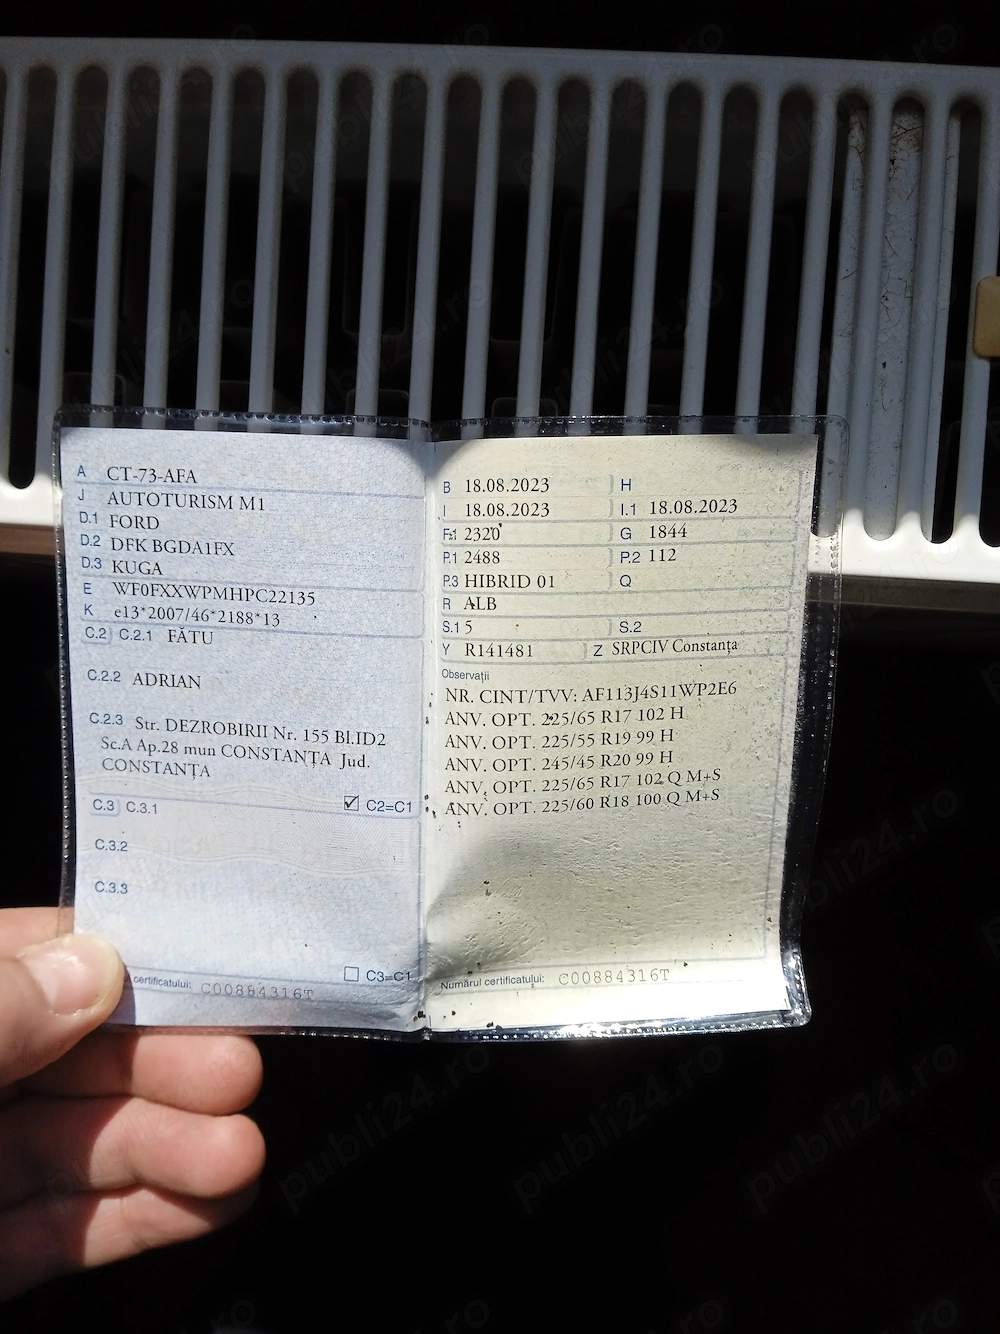 A CT-73-AFA
J AUTOTURISM M1
D.1 FORD
D.2 DFK BGDA1FX
D.3 KUGA
E WF0FXXWPMHPC22135
K e13*2007/46*2188*13
C.2 C.2.1 FĂTU
C.2.2 ADRIAN
C.2.3 Str. DEZROBIRII Nr. 155 Bl.ID2
Sc.A Ap.28 mun CONSTANŢA Jud.
CONSTANŢA
C2=C1
C.3 C.3.1
C.3.2
C.3.3
C3=C1
certificatului: C00884316T
B 18.08.2023 H
I 18.08.2023 I.1 18.08.2023
F.1 2320 G 1844
P.1 2488 P.2 112
P.3 HIBRID 01 Q
R ALB
S.1 5 S.2
Y R141481 Z SRPCIV Constanţa
Observaţii
NR. CINT/TVV: AF113J4S11WP2E6
ANV. OPT. 225/65 R17 102 H
ANV. OPT. 225/55 R19 99 H
ANV. OPT. 245/45 R20 99 H
ANV. OPT. 225/65 R17 102 Q M+S
ANV. OPT. 225/60 R18 100 Q M+S
Numărul certificatului: C00884316T
publi24.ro